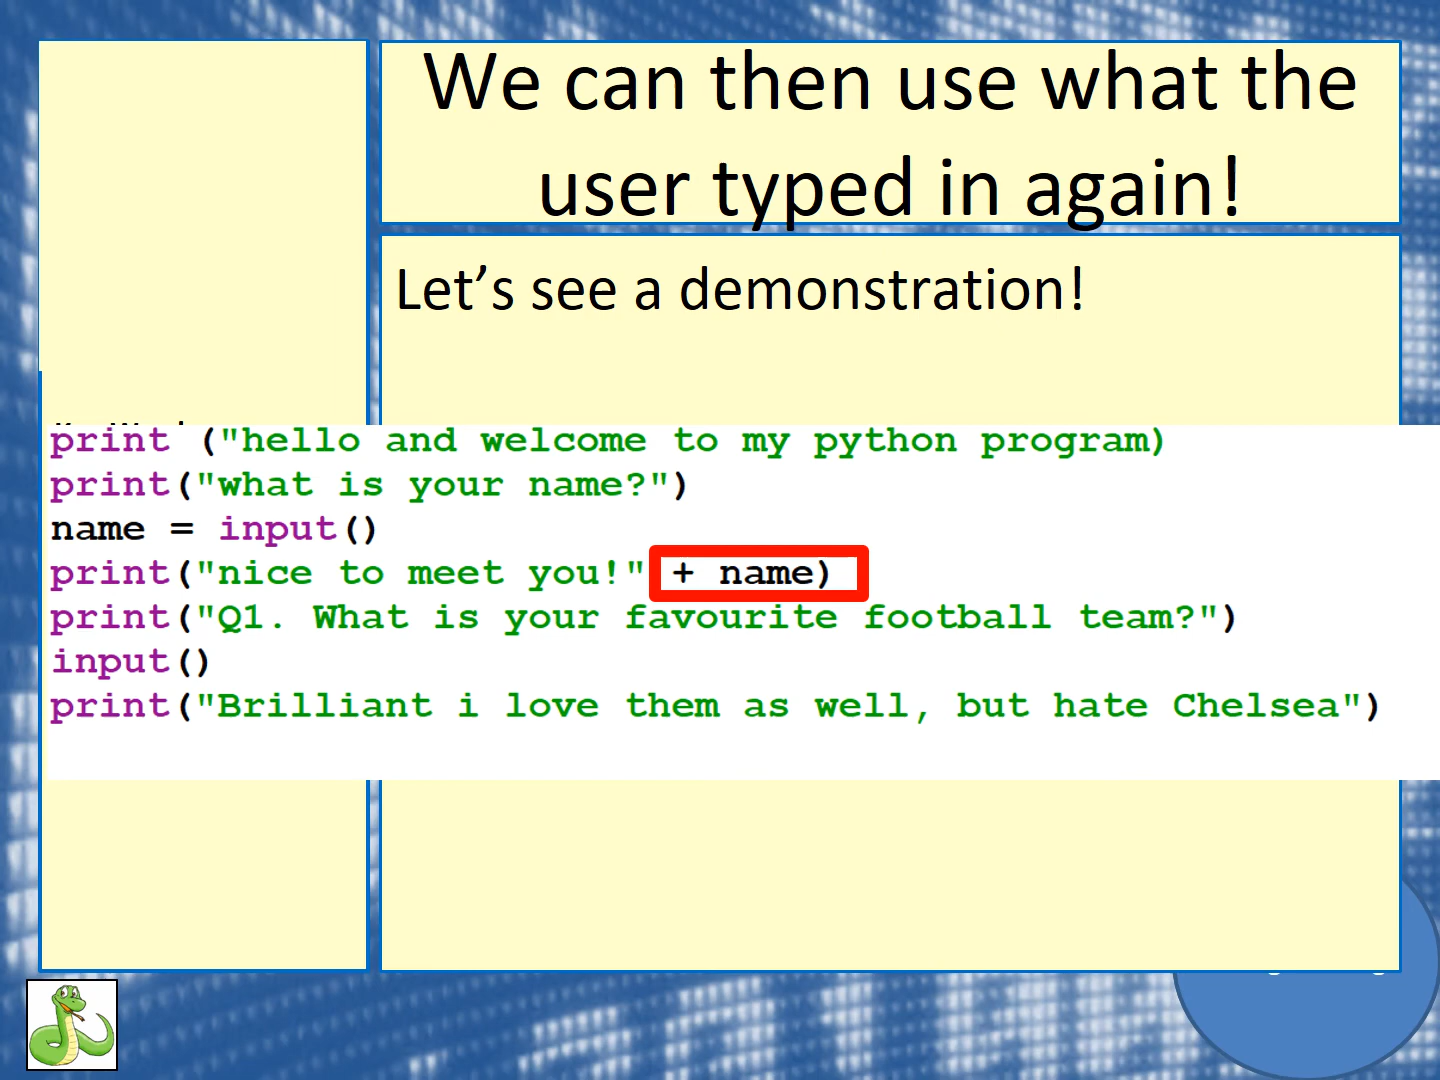 We can then use what the
user typed in again!
Let's see a demonstration!
print ("hello and welcome to my python program)
print("what is your name?")
name = input()
print("nice to meet you!" + name)
print("Q1. What is your favourite football team?")
input()
print("Brilliant i love them as well, but hate Chelsea")